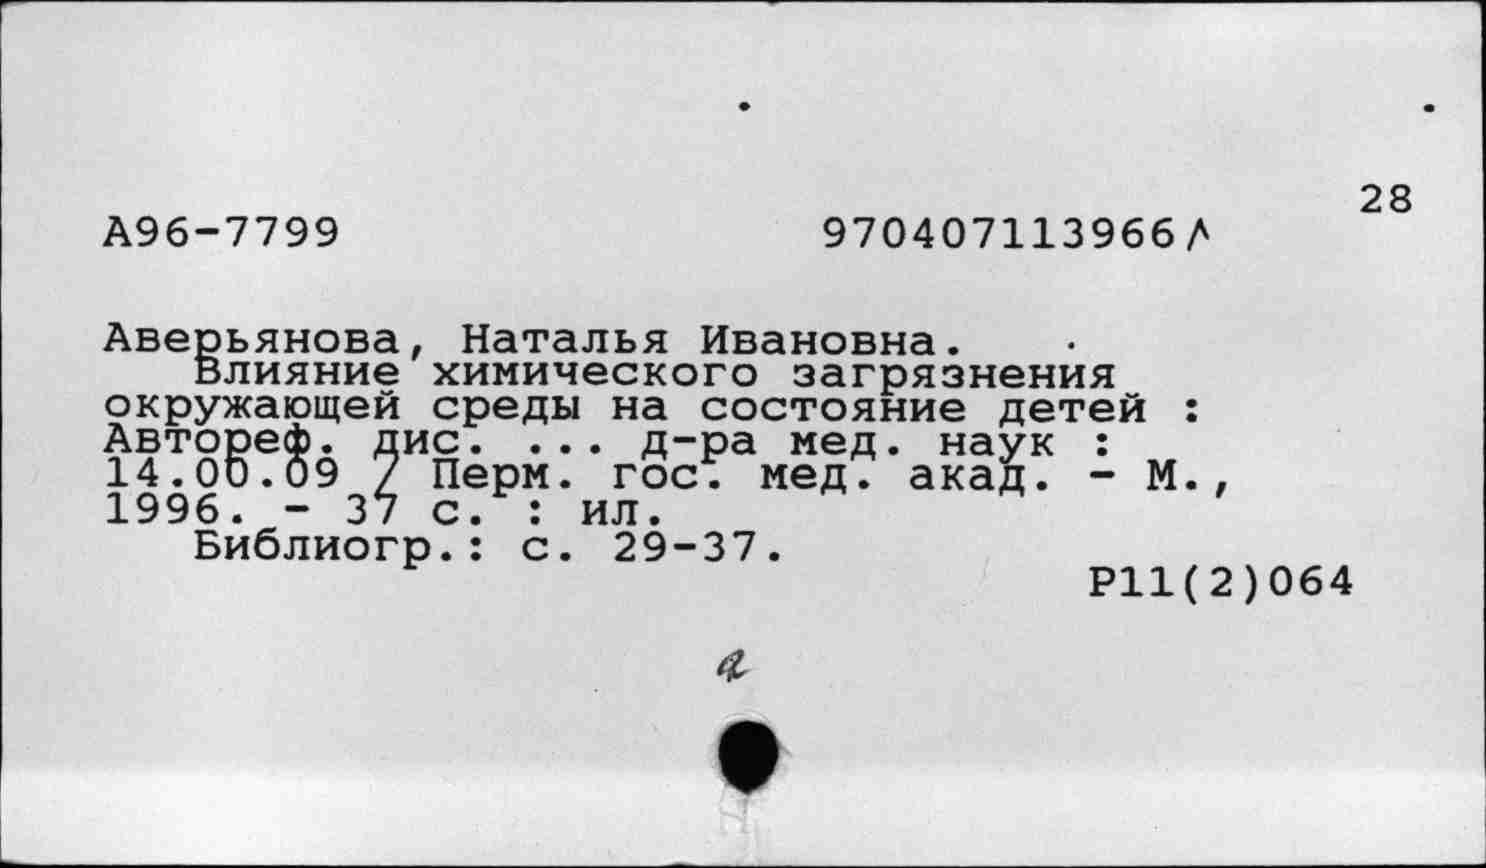 28
А96-7799 970407113966Л
Аверьянова, Наталья Ивановна.
Влияние химического загрязнения
окружающей среды на состояние детей :
Автореф. дис. ... д-ра мед. наук :
14.00.09 / Перм. гос. мед. акад. - М.,
1996. - 37 с. : ил.
Библиогр.: с. 29-37.
Р11(2)064